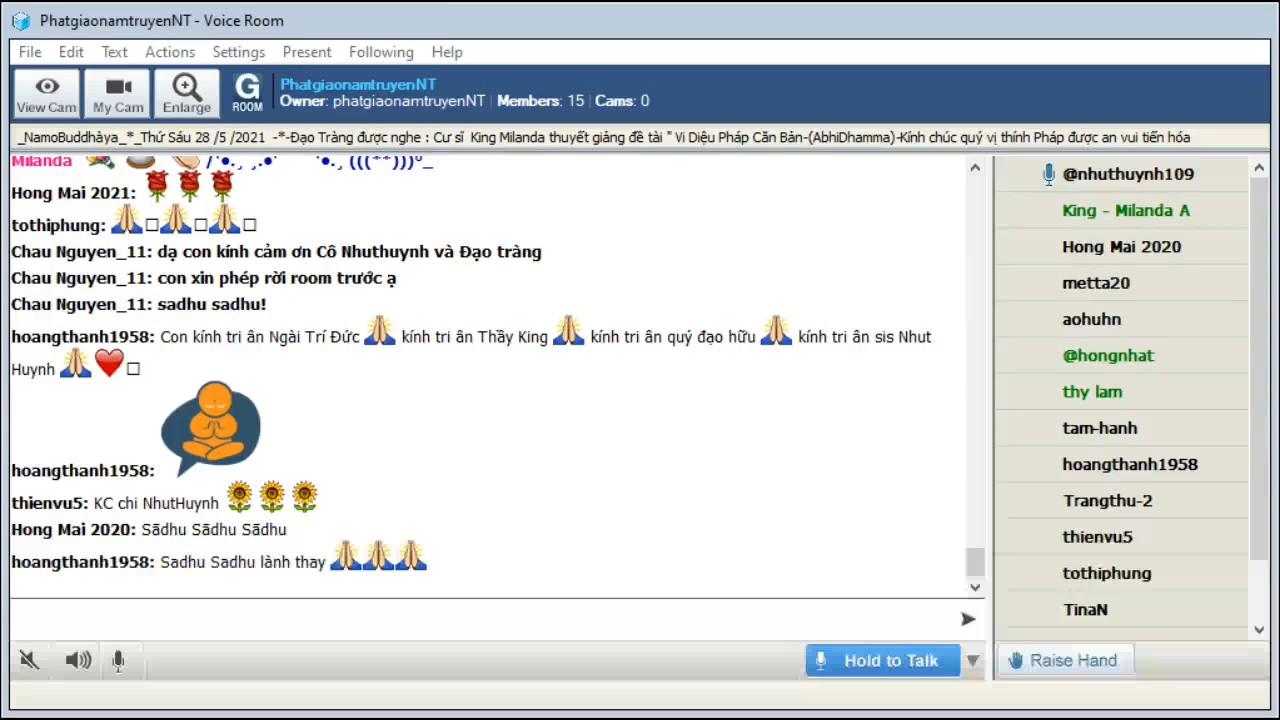 PhatgiaonamtruyenNT - Voice Room
File Edit Text Actions Settings Present Following Help
View Cam My Cam Enlarge G ROOM
PhatgiaonamtruyenNT
Owner: phatgiaonamtruyenNT | Members: 15 | Cams: 0
_NamoBuddhàya_*_Thứ Sáu 28 /5 /2021 -*-Đạo Tràng được nghe : Cư sĩ King Milanda thuyết giảng đề tài " Vi Diệu Pháp Căn Bản-(AbhiDhamma)-Kính chúc quý vị thính Pháp được an vui tiến hóa
Milanda
Hong Mai 2021:
tothiphung:
Chau Nguyen_11: dạ con kính cảm ơn Cô Nhuthuynh và Đạo tràng
Chau Nguyen_11: con xin phép rời room trước ạ
Chau Nguyen_11: sadhu sadhu!
hoangthanh1958: Con kính tri ân Ngài Trí Đức kính tri ân Thầy King kính tri ân quý đạo hữu kính tri ân sis Nhut
Huynh
hoangthanh1958:
thienvu5: KC chi NhutHuynh
Hong Mai 2020: Sādhu Sādhu Sādhu
hoangthanh1958: Sadhu Sadhu lành thay
Hold to Talk
@nhuthuynh109
King - Milanda A
Hong Mai 2020
metta20
aohuhn
@hongnhat
thy lam
tam-hanh
hoangthanh1958
Trangthu-2
thienvu5
tothiphung
TinaN
Raise Hand